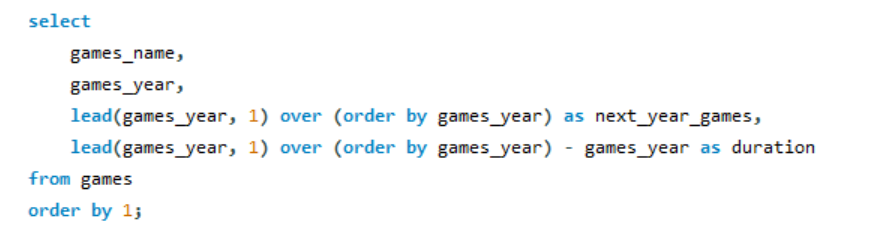 select
games_name,
games_year,
lead(games_year, 1) over (order by games_year) as next_year_games,
lead(games_year, 1) over (order by games_year) - games_year as duration
from games
order by 1;